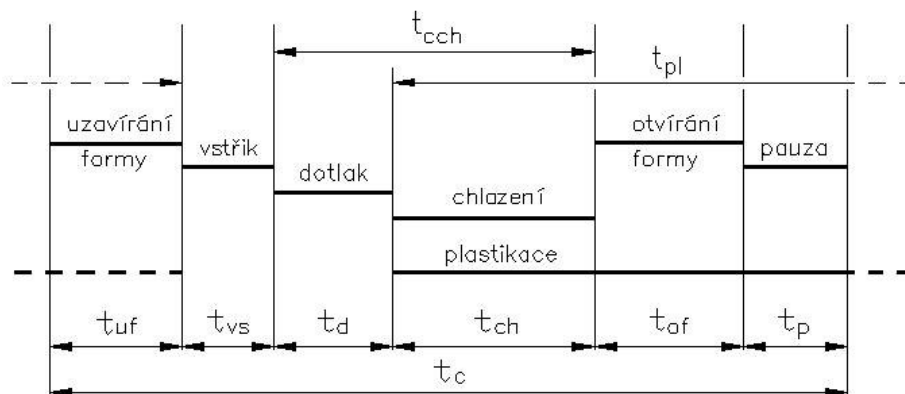 t_cch
t_pl
uzavírání
formy
vstřik
dotlak
chlazení
plastikace
otvírání
formy
pauza
t_uf
t_vs
t_d
t_ch
t_of
t_p
t_c